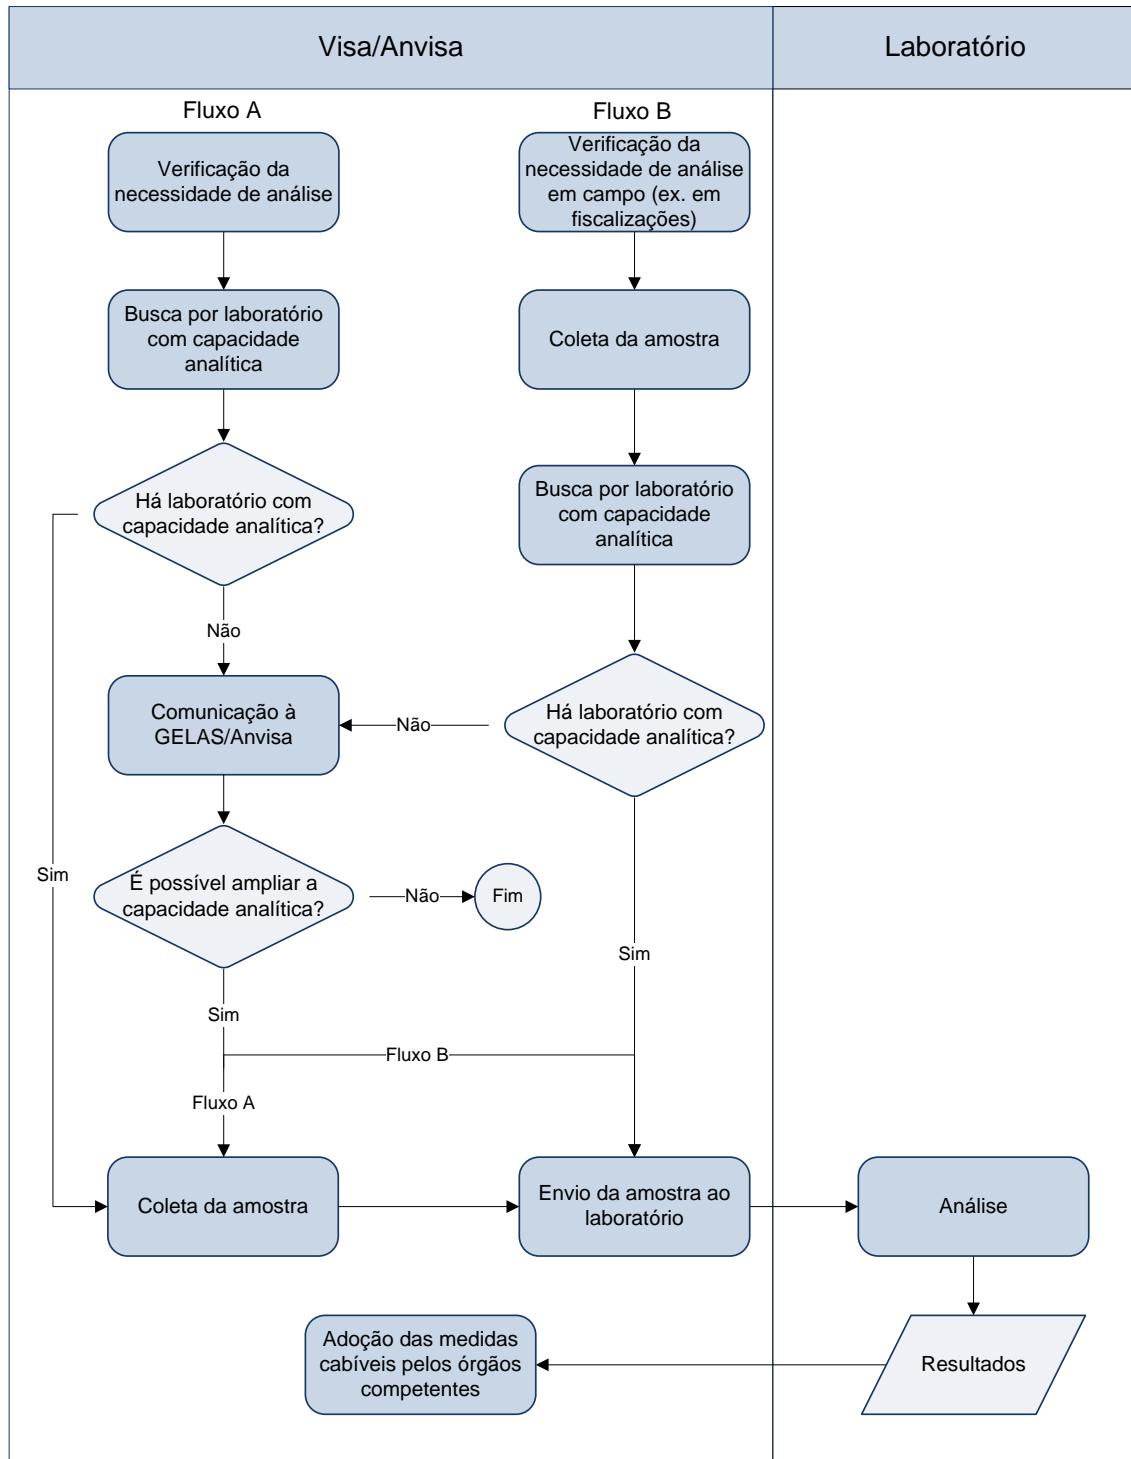 Visa/Anvisa
Laboratório
Fluxo A
Fluxo B
Verificação da
necessidade de análise
Verificação da
necessidade de análise
em campo (ex. em
fiscalizações)
Busca por laboratório
com capacidade
analítica
Coleta da amostra
Há laboratório com
capacidade analítica?
Busca por laboratório
com capacidade
analítica
Não
Comunicação à
GELAS/Anvisa
Não
Há laboratório com
capacidade analítica?
Sim
É possível ampliar a
capacidade analítica?
Não
Fim
Sim
Sim
Fluxo B
Fluxo A
Coleta da amostra
Envio da amostra ao
laboratório
Análise
Adoção das medidas
cabíveis pelos órgãos
competentes
Resultados